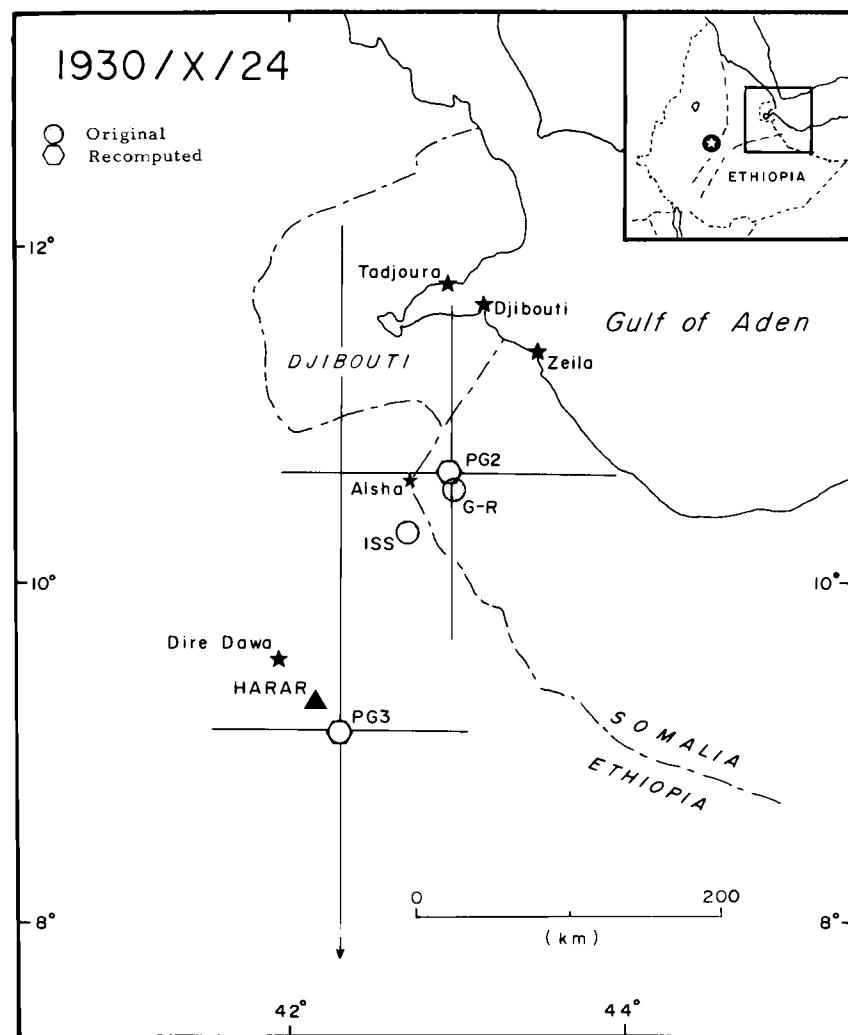 1930/X/24
Original
Recomputed
ETHIOPIA
12°
Tadjoura
Djibouti
Gulf of Aden
DJIBOUTI
Zeila
PG2
Aisha
G-R
ISS
10°
10°
Dire Dawa
HARAR
PG3
SOMALIA
ETHIOPIA
0
200
(km)
8°
8°
42°
44°